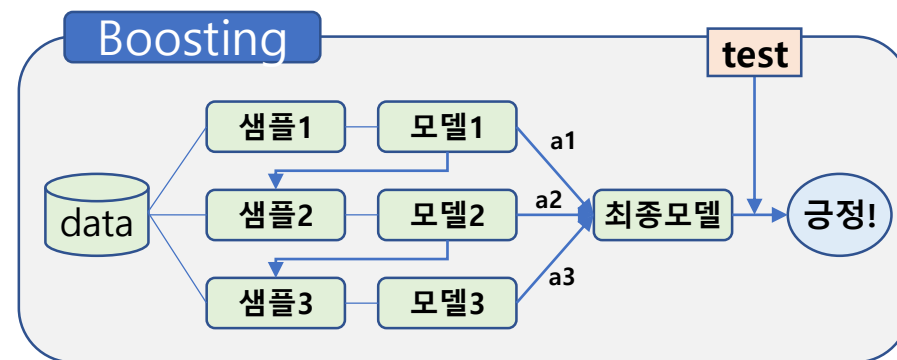 Boosting
test
샘플1
모델1
a1
data
샘플2
모델2
a2
최종모델
긍정!
샘플3
모델3
a3